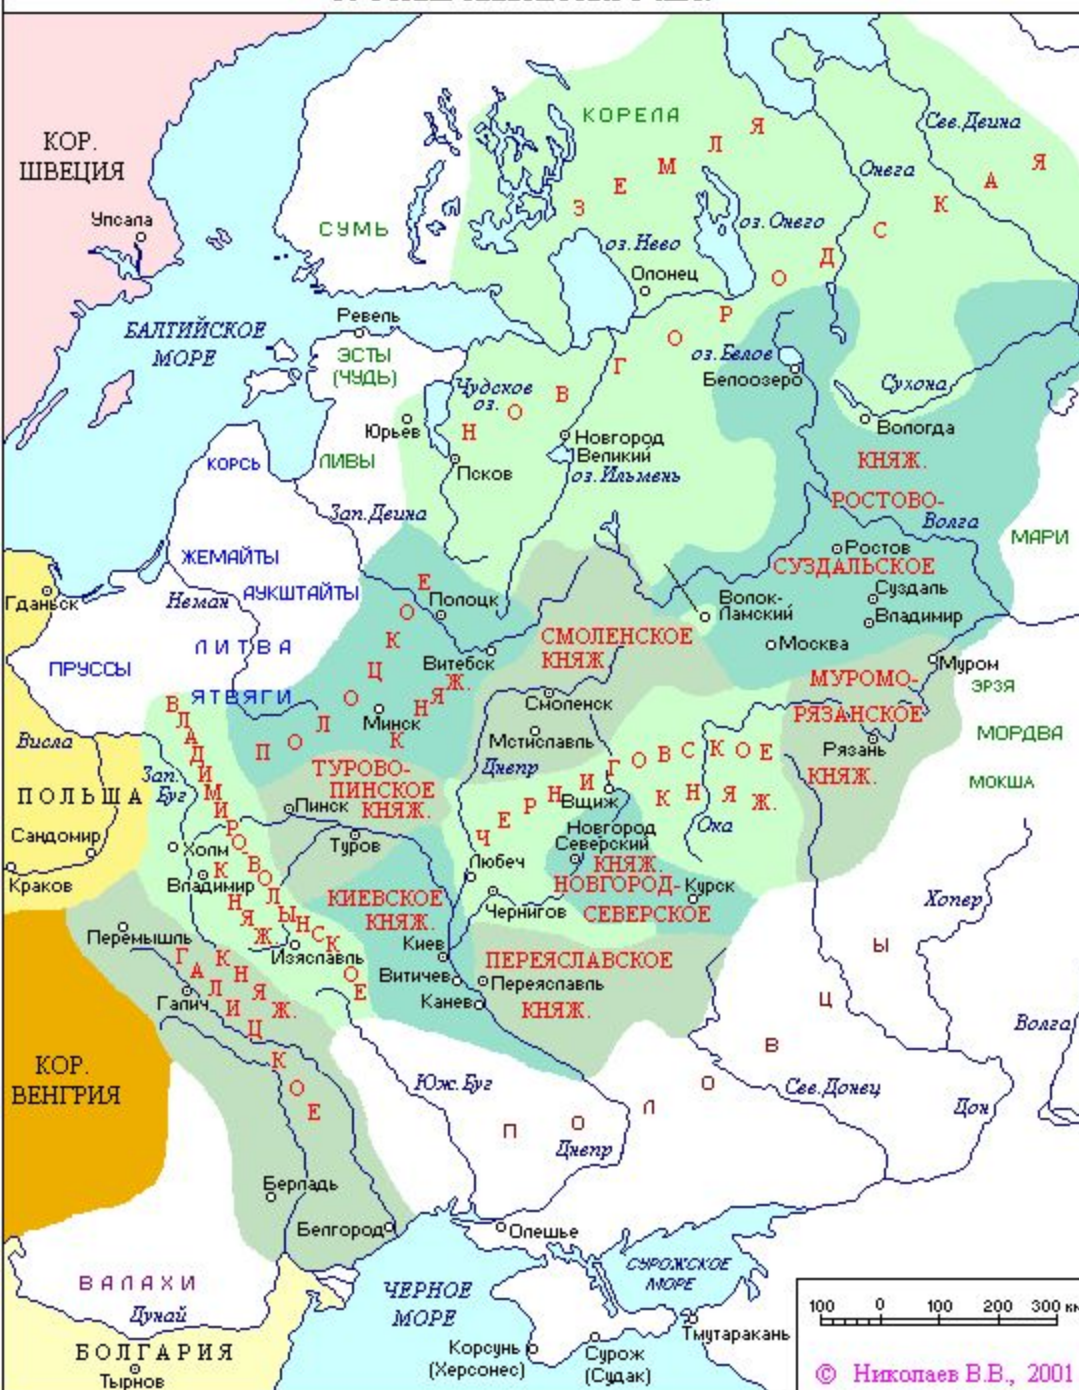 КОРЕЛА
НОВГОРОДСКАЯ
ЗЕМЛЯ
Сев.Двина
Онега
КОР.
ШВЕЦИЯ
Упсала
СУМЬ
оз.Нево
оз.Онего
Олонец
БАЛТИЙСКОЕ
МОРЕ
Ревель
ЭСТЫ
(ЧУДЬ)
Чудское
оз.
оз.Белое
Белоозеро
Сухона
Юрьев
Новгород
Великий
оз.Ильмень
Вологда
КОРСЬ
ЛИВЫ
Псков
КНЯЖ.
РОСТОВО-
СУЗДАЛЬСКОЕ
Зап.Двина
Волга
МАРИ
Ростов
ЖЕМАЙТЫ
АУКШТАЙТЫ
Гданьск
Неман
Полоцк
Волок-
Ламский
Суздаль
Владимир
Москва
ЛИТВА
ПРУССЫ
Витебск
СМОЛЕНСКОЕ
КНЯЖ.
Муром
ЭРЗЯ
МУРОМО-
РЯЗАНСКОЕ
КНЯЖ.
ЯТВЯГИ
ПОЛОЦКОЕ
КНЯЖ.
Минск
Смоленск
Мстиславль
Рязань
МОРДВА
МОКША
Висла
Зап.
Буг
ВЛАДИМИРОВОЛЫНСКОЕ
КНЯЖ.
ТУРОВО-
ПИНСКОЕ
КНЯЖ.
Днепр
ЧЕРНИГОВСКОЕ
КНЯЖ.
ПОЛЬША
Пинск
Вщиж
Сандомир
Холм
Туров
Новгород
Северский
Ока
Краков
Владимир
Любеч
КНЯЖ.
НОВГОРОД-
СЕВЕРСКОЕ
Курск
КИЕВСКОЕ
КНЯЖ.
Чернигов
Хопер
Перемышль
Изяславль
Киев
ГАЛИЦКОЕ
КНЯЖ.
ПЕРЕЯСЛАВСКОЕ
КНЯЖ.
Витичев
Переяславль
Галич
Канев
ПОЛОВЦЫ
Волга
КОР.
ВЕНГРИЯ
Юж.Буг
Сев.Донец
Дон
Днепр
Берладь
Белгород
Олешье
ВАЛАХИ
Дунай
ЧЕРНОЕ
МОРЕ
СУРОЖСКОЕ
МОРЕ
100 0 100 200 300 км
БОЛГАРИЯ
Тырнов
Корсунь
(Херсонес)
Сурож
(Судак)
Тмутаракань
© Николаев В.В., 2001